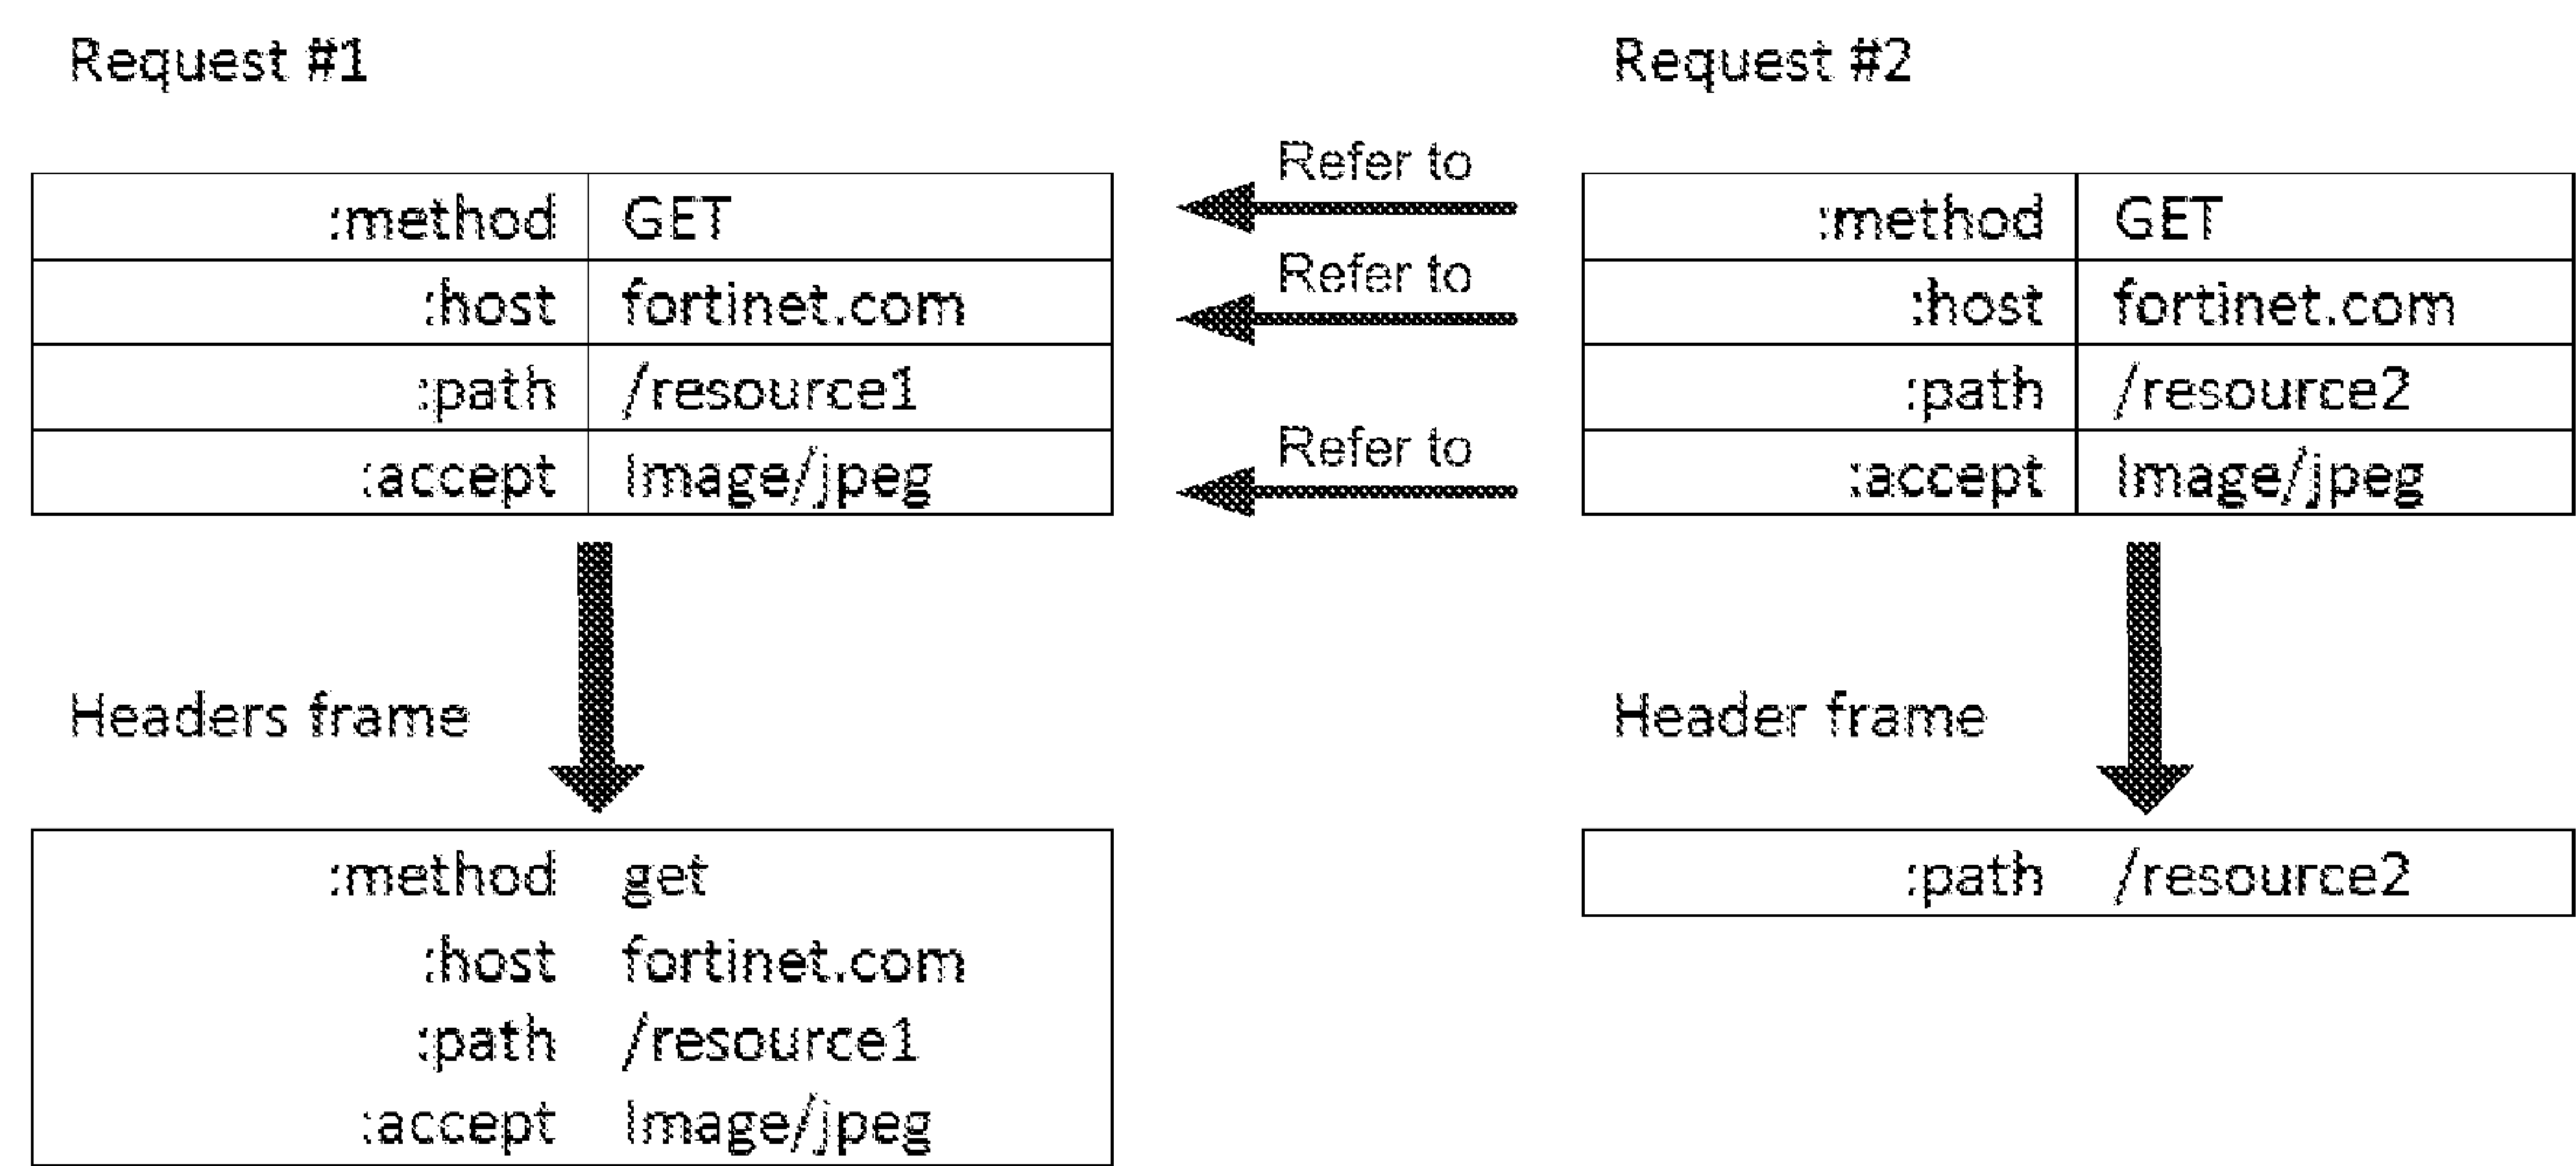 Request #1
Request #2
:method GET
:host fortinet.com
:path /resource1
:accept Image/jpeg
Refer to
Refer to
Refer to
:method GET
:host fortinet.com
:path /resource2
:accept Image/jpeg
Headers frame
Header frame
:method get
:host fortinet.com
:path /resource1
:accept Image/jpeg
:path /resource2